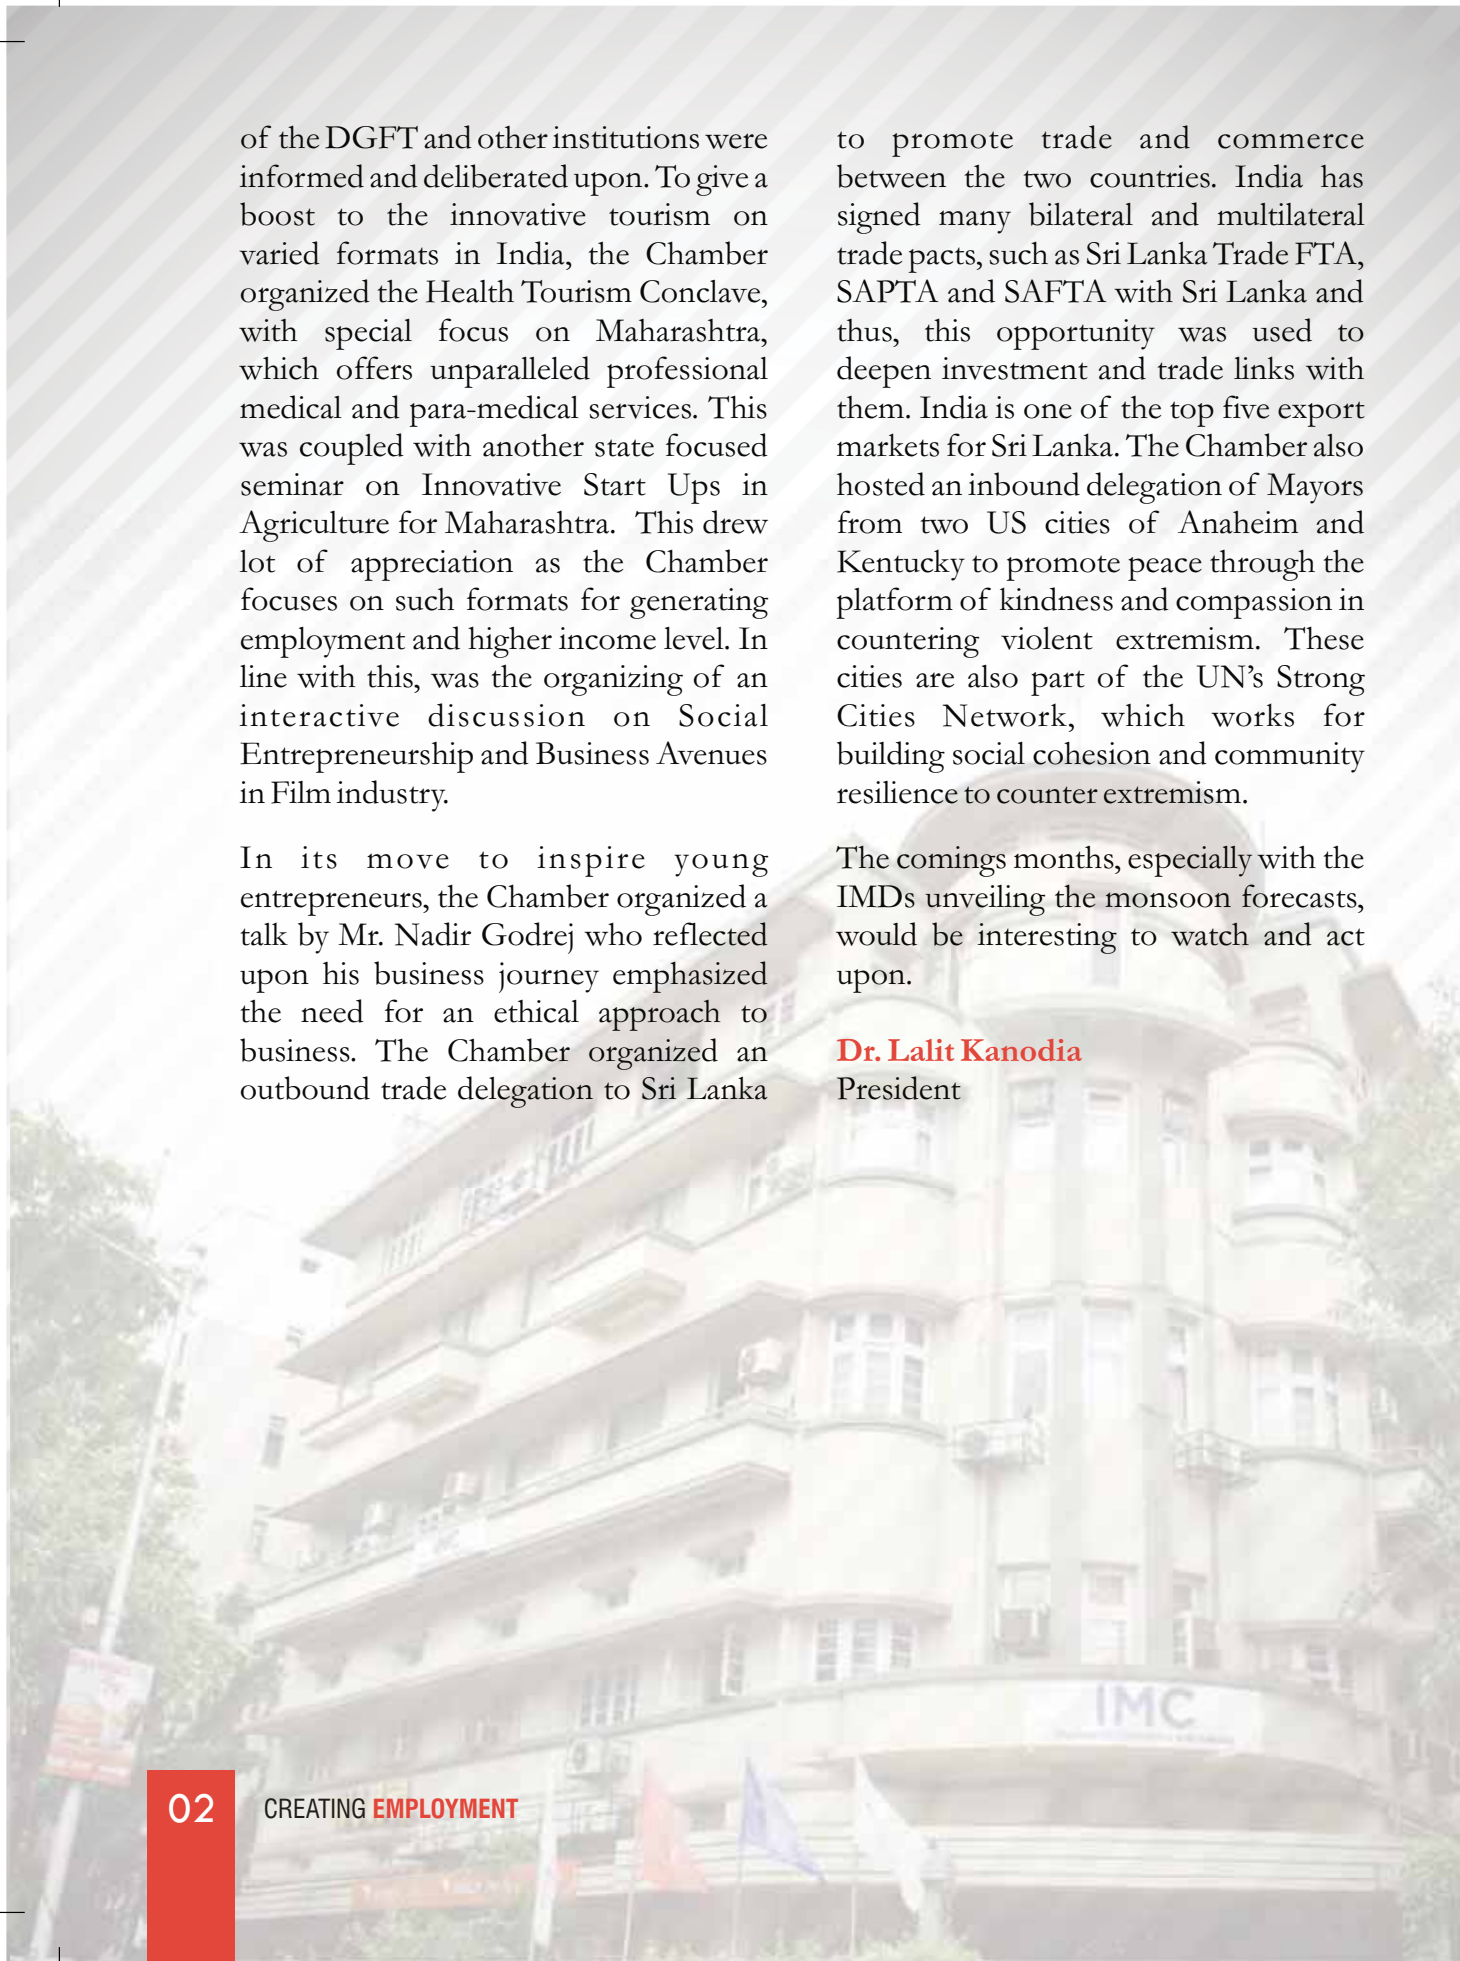 of the DGFT and other institutions were
informed and deliberated upon. To give a
boost to the innovative tourism on
varied formats in India, the Chamber
organized the Health Tourism Conclave,
with special focus on Maharashtra,
which offers unparalleled professional
medical and para-medical services. This
was coupled with another state focused
seminar on Innovative Start Ups in
Agriculture for Maharashtra. This drew
lot of appreciation as the Chamber
focuses on such formats for generating
employment and higher income level. In
line with this, was the organizing of an
interactive discussion on Social
Entrepreneurship and Business Avenues
in Film industry.
In its move to inspire young
entrepreneurs, the Chamber organized a
talk by Mr. Nadir Godrej who reflected
upon his business journey emphasized
the need for an ethical approach to
business. The Chamber organized an
outbound trade delegation to Sri Lanka
to promote trade and commerce
between the two countries. India has
signed many bilateral and multilateral
trade pacts, such as Sri Lanka Trade FTA,
SAPTA and SAFTA with Sri Lanka and
thus, this opportunity was used to
deepen investment and trade links with
them. India is one of the top five export
markets for Sri Lanka. The Chamber also
hosted an inbound delegation of Mayors
from two US cities of Anaheim and
Kentucky to promote peace through the
platform of kindness and compassion in
countering violent extremism. These
cities are also part of the UN’s Strong
Cities Network, which works for
building social cohesion and community
resilience to counter extremism.
The comings months, especially with the
IMDs unveiling the monsoon forecasts,
would be interesting to watch and act
upon.
Dr. Lalit Kanodia
President
IMC
IMC
02 CREATING EMPLOYMENT